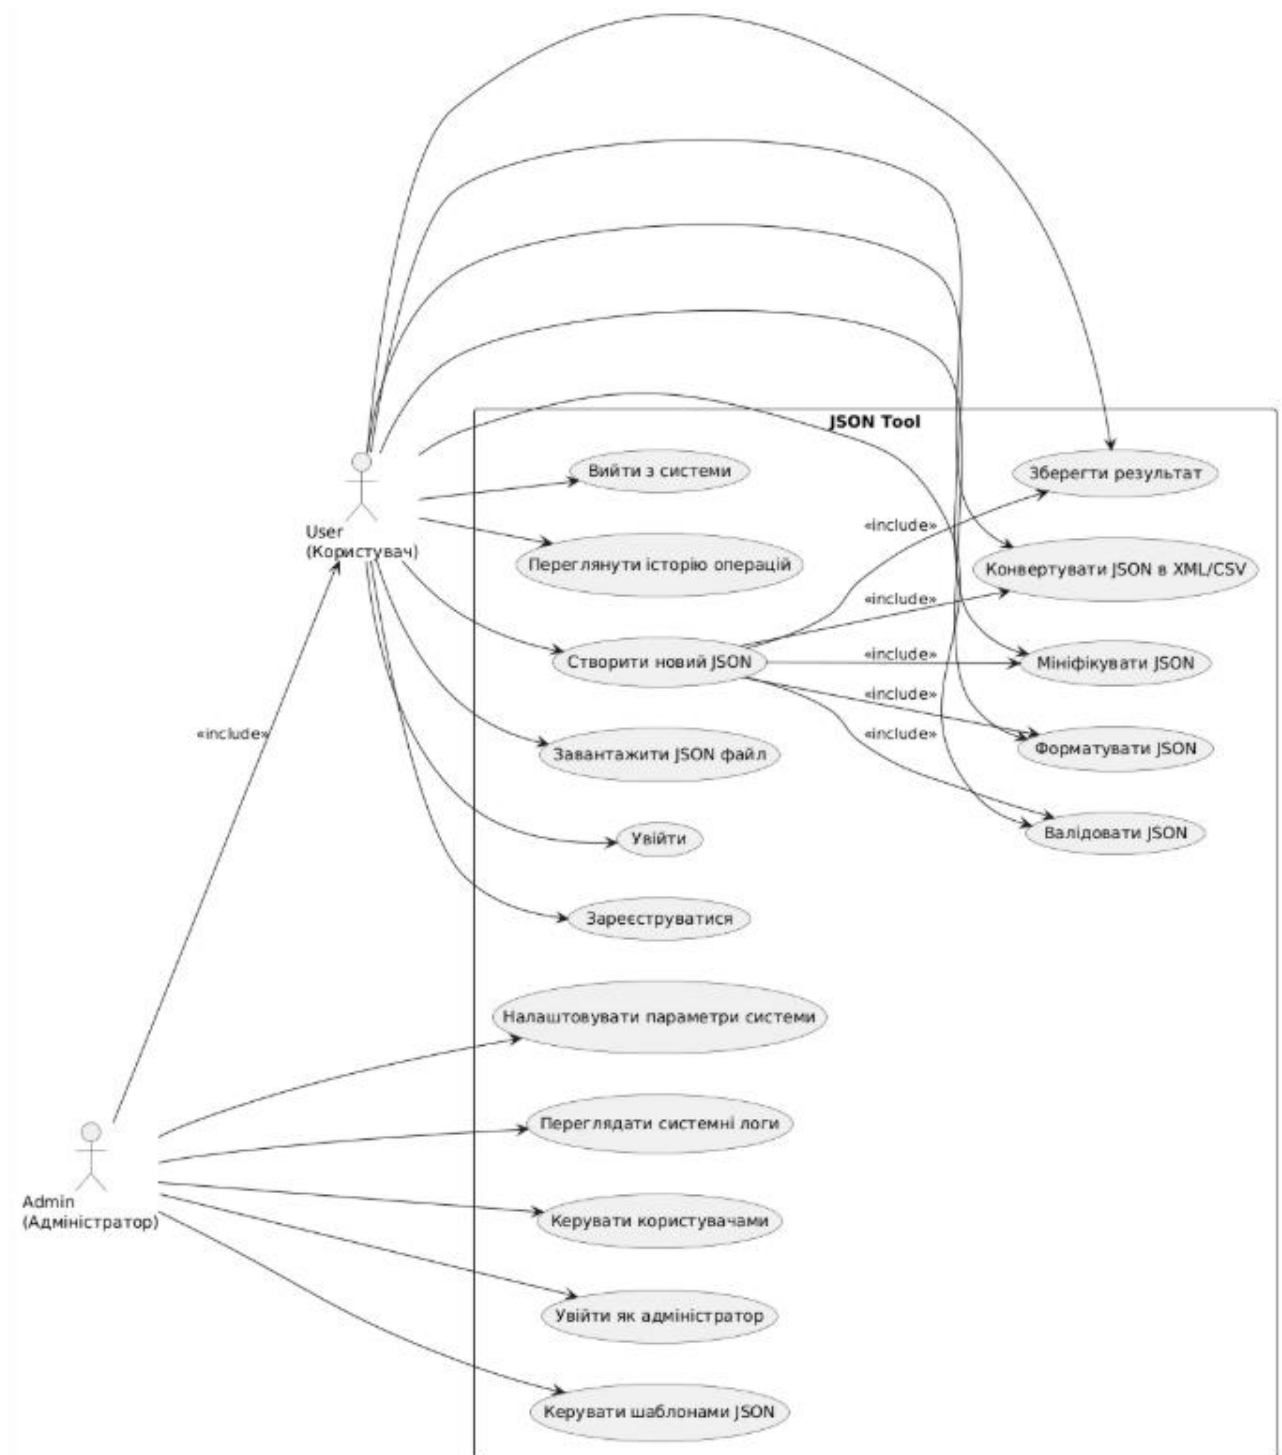 JSON Tool
Вийти з системи
Зберегти результат
User
(Користувач)
«include»
Переглянути історію операцій
Конвертувати JSON в XML/CSV
«include»
Створити новий JSON
«include»
Мініфікувати JSON
«include»
«include»
«include»
Завантажити JSON файл
Форматувати JSON
Увійти
Валідовати JSON
Зареєструватися
Налаштовувати параметри системи
Переглядати системні логи
Admin
(Адміністратор)
Керувати користувачами
Увійти як адміністратор
Керувати шаблонами JSON